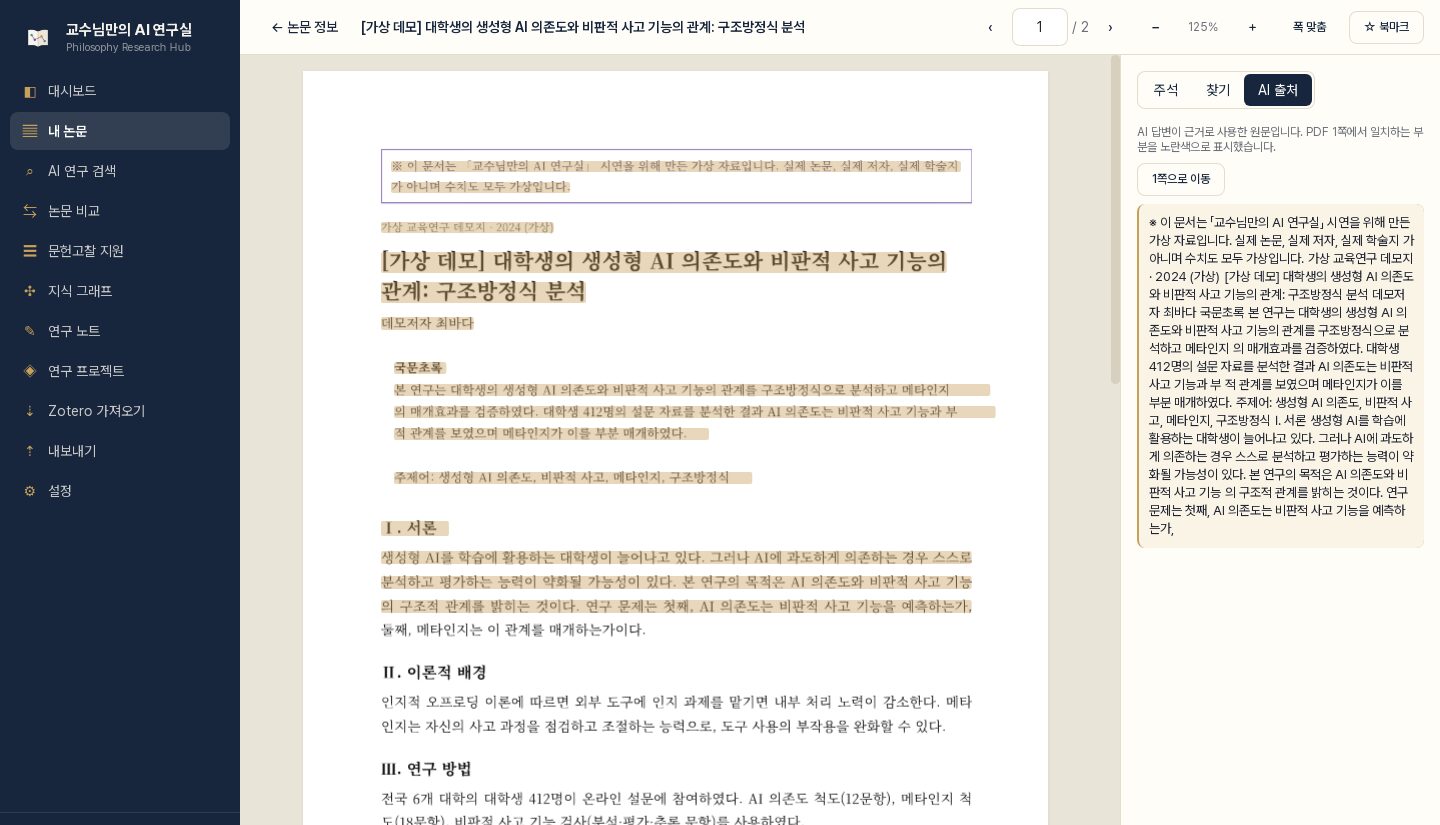 교수님만의 AI 연구실
Philosophy Research Hub
대시보드
내 논문
AI 연구 검색
논문 비교
문헌고찰 지원
지식 그래프
연구 노트
연구 프로젝트
Zotero 가져오기
내보내기
설정
← 논문 정보
[가상 데모] 대학생의 생성형 AI 의존도와 비판적 사고 기능의 관계: 구조방정식 분석
‹ 1 / 2 ›
− 125% +
폭 맞춤
☆ 북마크
※ 이 문서는 「교수님만의 AI 연구실」 시연을 위해 만든 가상 자료입니다. 실제 논문, 실제 저자, 실제 학술지
가 아니며 수치도 모두 가상입니다.
가상 교육연구 데모지 · 2024 (가상)
[가상 데모] 대학생의 생성형 AI 의존도와 비판적 사고 기능의
관계: 구조방정식 분석
데모저자 최바다
국문초록
본 연구는 대학생의 생성형 AI 의존도와 비판적 사고 기능의 관계를 구조방정식으로 분석하고 메타인지
의 매개효과를 검증하였다. 대학생 412명의 설문 자료를 분석한 결과 AI 의존도는 비판적 사고 기능과 부
적 관계를 보였으며 메타인지가 이를 부분 매개하였다.
주제어: 생성형 AI 의존도, 비판적 사고, 메타인지, 구조방정식
Ⅰ. 서론
생성형 AI를 학습에 활용하는 대학생이 늘어나고 있다. 그러나 AI에 과도하게 의존하는 경우 스스로
분석하고 평가하는 능력이 약화될 가능성이 있다. 본 연구의 목적은 AI 의존도와 비판적 사고 기능
의 구조적 관계를 밝히는 것이다. 연구 문제는 첫째, AI 의존도는 비판적 사고 기능을 예측하는가,
둘째, 메타인지는 이 관계를 매개하는가이다.
Ⅱ. 이론적 배경
인지적 오프로딩 이론에 따르면 외부 도구에 인지 과제를 맡기면 내부 처리 노력이 감소한다. 메타
인지는 자신의 사고 과정을 점검하고 조절하는 능력으로, 도구 사용의 부작용을 완화할 수 있다.
Ⅲ. 연구 방법
전국 6개 대학의 대학생 412명이 온라인 설문에 참여하였다. AI 의존도 척도(12문항), 메타인지 척
도(18문항), 비판적 사고 기능 검사(분석·평가·추론 문항)를 사용하였다.
주석
찾기
AI 출처
AI 답변이 근거로 사용한 원문입니다. PDF 1쪽에서 일치하는 부
분을 노란색으로 표시했습니다.
1쪽으로 이동
※ 이 문서는 「교수님만의 AI 연구실」 시연을 위해 만든
가상 자료입니다. 실제 논문, 실제 저자, 실제 학술지 가
아니며 수치도 모두 가상입니다. 가상 교육연구 데모지
· 2024 (가상) [가상 데모] 대학생의 생성형 AI 의존도
와 비판적 사고 기능의 관계: 구조방정식 분석 데모저
자 최바다 국문초록 본 연구는 대학생의 생성형 AI 의
존도와 비판적 사고 기능의 관계를 구조방정식으로 분
석하고 메타인지 의 매개효과를 검증하였다. 대학생
412명의 설문 자료를 분석한 결과 AI 의존도는 비판적
사고 기능과 부 적 관계를 보였으며 메타인지가 이를
부분 매개하였다. 주제어: 생성형 AI 의존도, 비판적 사
고, 메타인지, 구조방정식 Ⅰ. 서론 생성형 AI를 학습에
활용하는 대학생이 늘어나고 있다. 그러나 AI에 과도하
게 의존하는 경우 스스로 분석하고 평가하는 능력이 약
화될 가능성이 있다. 본 연구의 목적은 AI 의존도와 비
판적 사고 기능 의 구조적 관계를 밝히는 것이다. 연구
문제는 첫째, AI 의존도는 비판적 사고 기능을 예측하
는가,